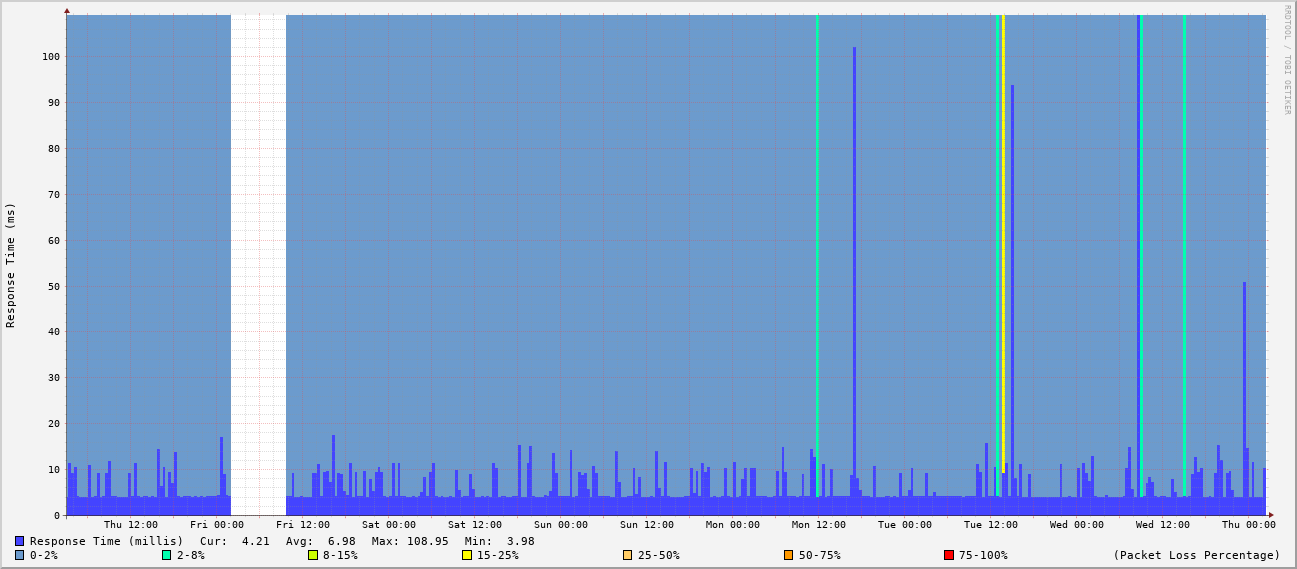 RRDTOOL / TOBI OETIKER
Response Time (ms)
100
90
80
70
60
50
40
30
20
10
0
Thu 12:00 Fri 00:00 Fri 12:00 Sat 00:00 Sat 12:00 Sun 00:00 Sun 12:00 Mon 00:00 Mon 12:00 Tue 00:00 Tue 12:00 Wed 00:00 Wed 12:00 Thu 00:00
Response Time (millis) Cur: 4.21 Avg: 6.98 Max: 108.95 Min: 3.98
0-2% 2-8% 8-15% 15-25% 25-50% 50-75% 75-100% (Packet Loss Percentage)